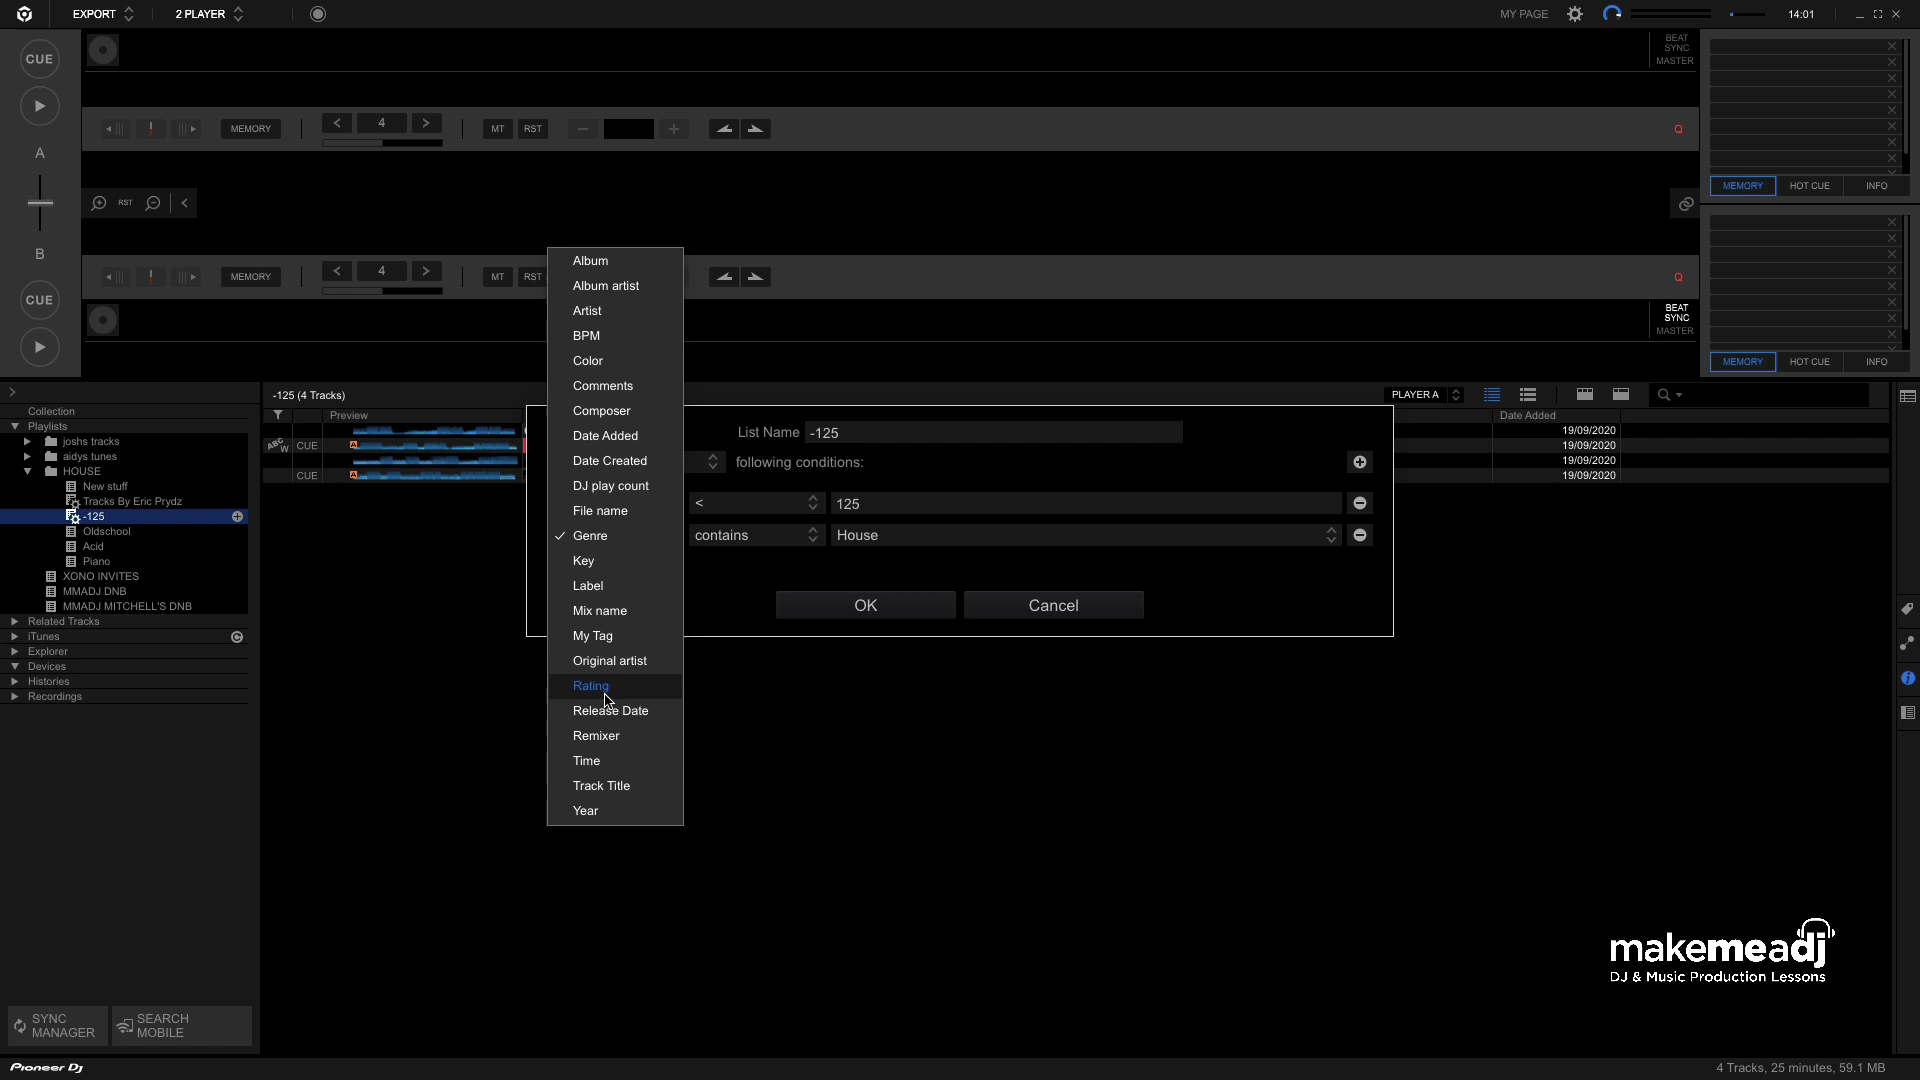 EXPORT
2 PLAYER
MY PAGE
14:01
CUE
BEAT
SYNC
MASTER
MEMORY
4
MT
RST
Q
A
MEMORY
HOT CUE
INFO
RST
B
MEMORY
4
MT
RST
Q
CUE
BEAT
SYNC
MASTER
MEMORY
HOT CUE
INFO
Album
Album artist
Artist
BPM
Color
Comments
Composer
Date Added
Date Created
DJ play count
File name
Genre
Key
Label
Mix name
My Tag
Original artist
Rating
Release Date
Remixer
Time
Track Title
Year
-125 (4 Tracks)
PLAYER A
Preview
Date Added
19/09/2020
CUE
19/09/2020
19/09/2020
CUE
19/09/2020
List Name -125
following conditions:
< 125
contains House
OK
Cancel
Collection
Playlists
joshs tracks
aidys tunes
HOUSE
New stuff
Tracks By Eric Prydz
-125
Oldschool
Acid
Piano
XONO INVITES
MMADJ DNB
MMADJ MITCHELL'S DNB
Related Tracks
iTunes
Explorer
Devices
Histories
Recordings
makemeadj
DJ & Music Production Lessons
SYNC
MANAGER
SEARCH
MOBILE
Pioneer Dj
4 Tracks, 25 minutes, 59.1 MB